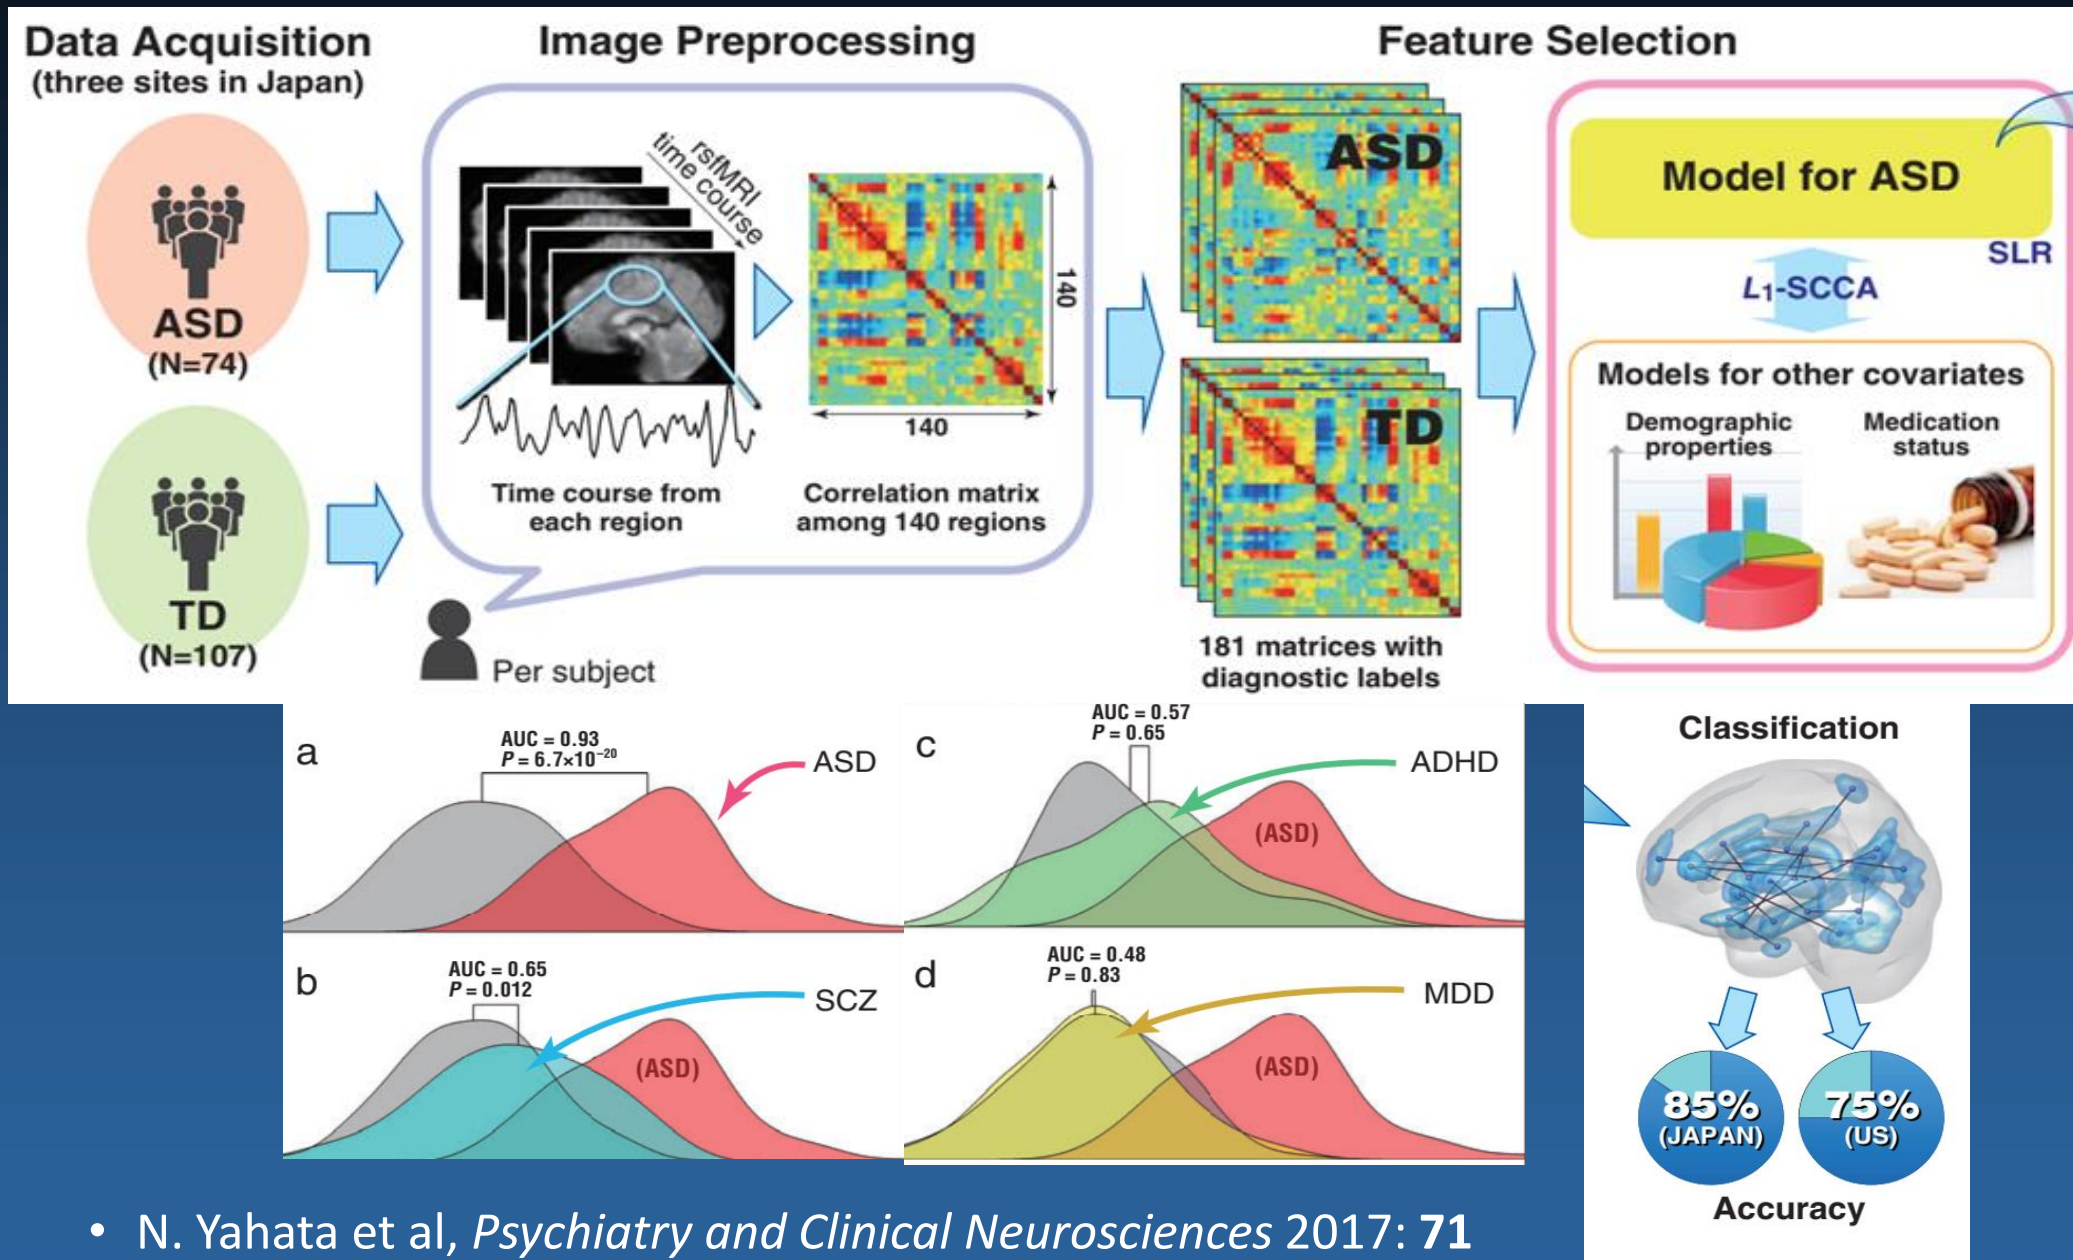 Data Acquisition
(three sites in Japan)
ASD
(N=74)
TD
(N=107)
Image Preprocessing
rsfMRI
time course
140
140
Time course from
each region
Correlation matrix
among 140 regions
Per subject
Feature Selection
ASD
TD
181 matrices with
diagnostic labels
Model for ASD
SLR
L₁-SCCA
Models for other covariates
Demographic
properties
Medication
status
a
AUC = 0.93
P = 6.7×10⁻²⁰
ASD
b
AUC = 0.65
P = 0.012
SCZ
(ASD)
c
AUC = 0.57
P = 0.65
ADHD
(ASD)
d
AUC = 0.48
P = 0.83
MDD
(ASD)
Classification
85%
(JAPAN)
75%
(US)
Accuracy
• N. Yahata et al, Psychiatry and Clinical Neurosciences 2017: 71